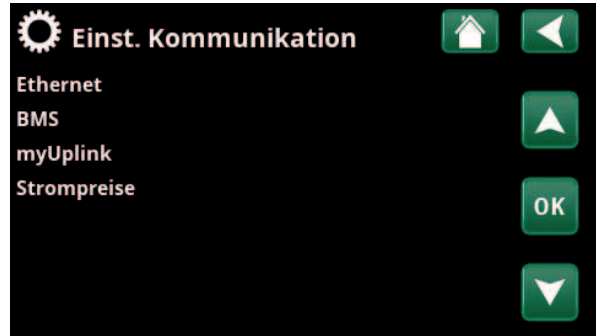 Einst. Kommunikation
Ethernet
BMS
myUplink
Strompreise
OK